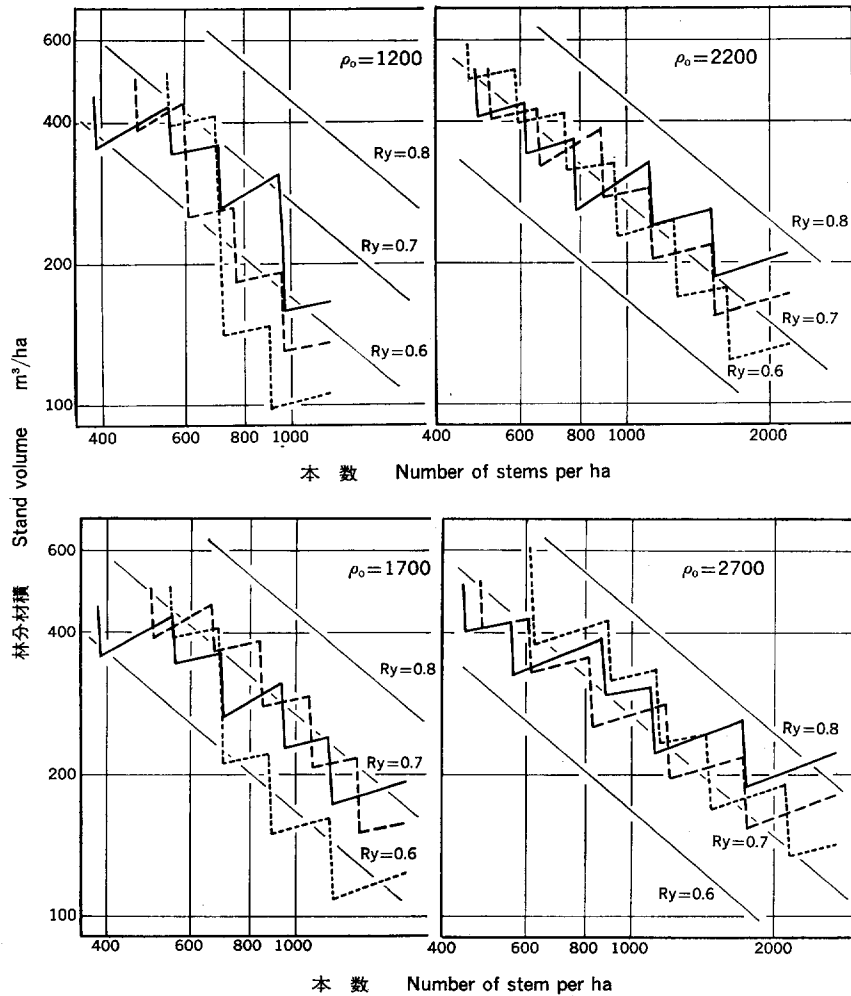 600
400
200
100
ρ₀=1200
Ry=0.8
Ry=0.7
Ry=0.6
400
600
800
1000
ρ₀=2200
Ry=0.8
Ry=0.7
Ry=0.6
400
600
800
1000
2000
本数 Number of stems per ha
林分材積 Stand volume m³/ha
600
400
200
100
ρ₀=1700
Ry=0.8
Ry=0.7
Ry=0.6
400
600
800
1000
ρ₀=2700
Ry=0.8
Ry=0.7
Ry=0.6
400
600
800
1000
2000
本数 Number of stem per ha